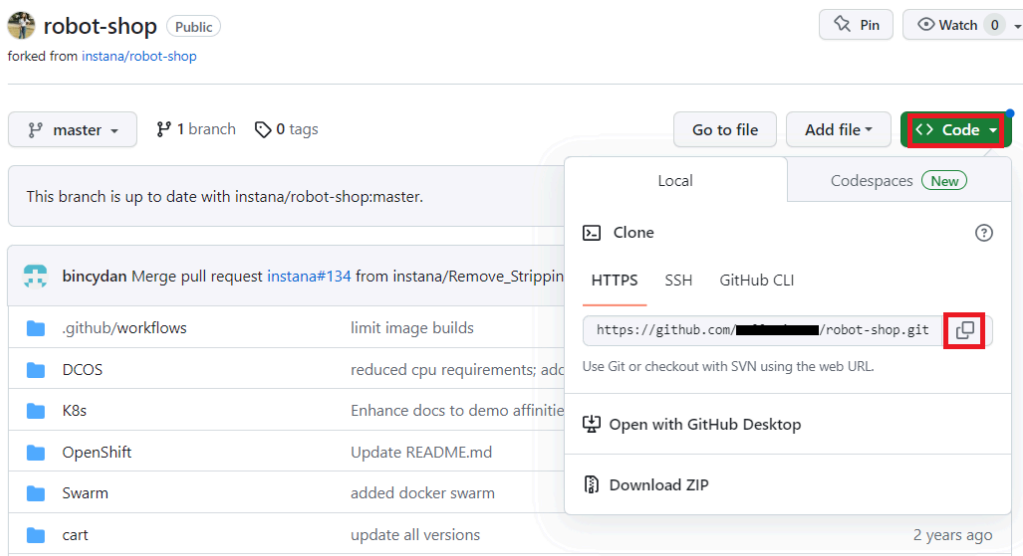 robot-shop Public Pin Watch 0
forked from instana/robot-shop
master 1 branch 0 tags Go to file Add file Code
Local Codespaces New
This branch is up to date with instana/robot-shop:master.
Clone
bincydan Merge pull request instana#134 from instana/Remove_Strippin
HTTPS SSH GitHub CLI
.github/workflows limit image builds
https://github.com/ /robot-shop.git
DCOS reduced cpu requirements; add
Use Git or checkout with SVN using the web URL.
K8s Enhance docs to demo affinities
Open with GitHub Desktop
OpenShift Update README.md
Swarm added docker swarm
Download ZIP
cart update all versions 2 years ago